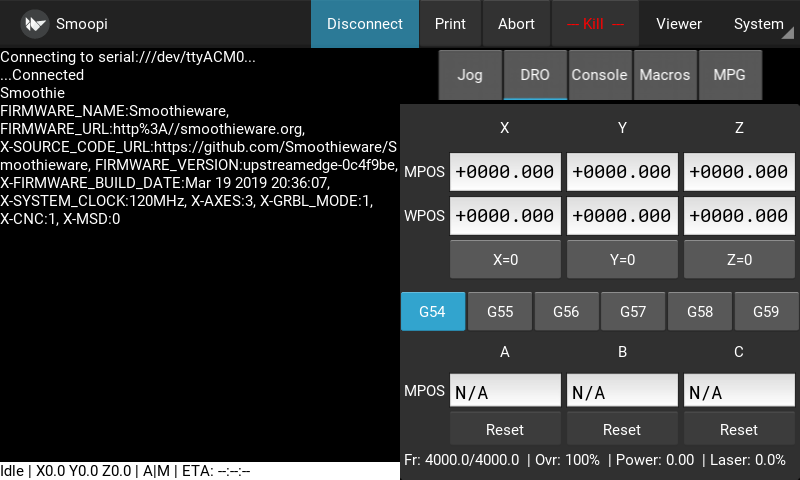 Smoopi Disconnect Print Abort — Kill — Viewer System
Connecting to serial:///dev/ttyACM0...
...Connected
Smoothie
FIRMWARE_NAME:Smoothieware,
FIRMWARE_URL:http%3A//smoothieware.org,
X-SOURCE_CODE_URL:https://github.com/Smoothieware/S
moothieware, FIRMWARE_VERSION:upstreamedge-0c4f9be,
X-FIRMWARE_BUILD_DATE:Mar 19 2019 20:36:07,
X-SYSTEM_CLOCK:120MHz, X-AXES:3, X-GRBL_MODE:1,
X-CNC:1, X-MSD:0
Idle | X0.0 Y0.0 Z0.0 | A|M | ETA: --:--:--
Jog DRO Console Macros MPG
X Y Z
MPOS +0000.000 +0000.000 +0000.000
WPOS +0000.000 +0000.000 +0000.000
X=0 Y=0 Z=0
G54 G55 G56 G57 G58 G59
A B C
MPOS N/A N/A N/A
Reset Reset Reset
Fr: 4000.0/4000.0 | Ovr: 100% | Power: 0.00 | Laser: 0.0%